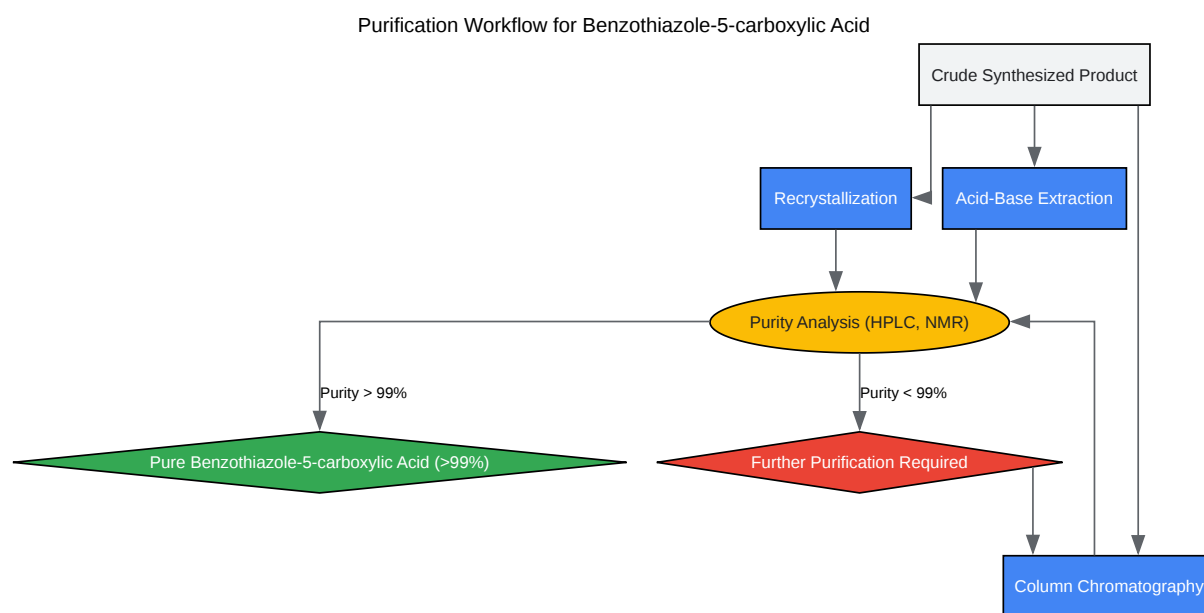 Purification Workflow for Benzothiazole-5-carboxylic Acid
Crude Synthesized Product
Recrystallization
Acid-Base Extraction
Purity Analysis (HPLC, NMR)
Purity > 99%
Purity < 99%
Pure Benzothiazole-5-carboxylic Acid (>99%)
Further Purification Required
Column Chromatography